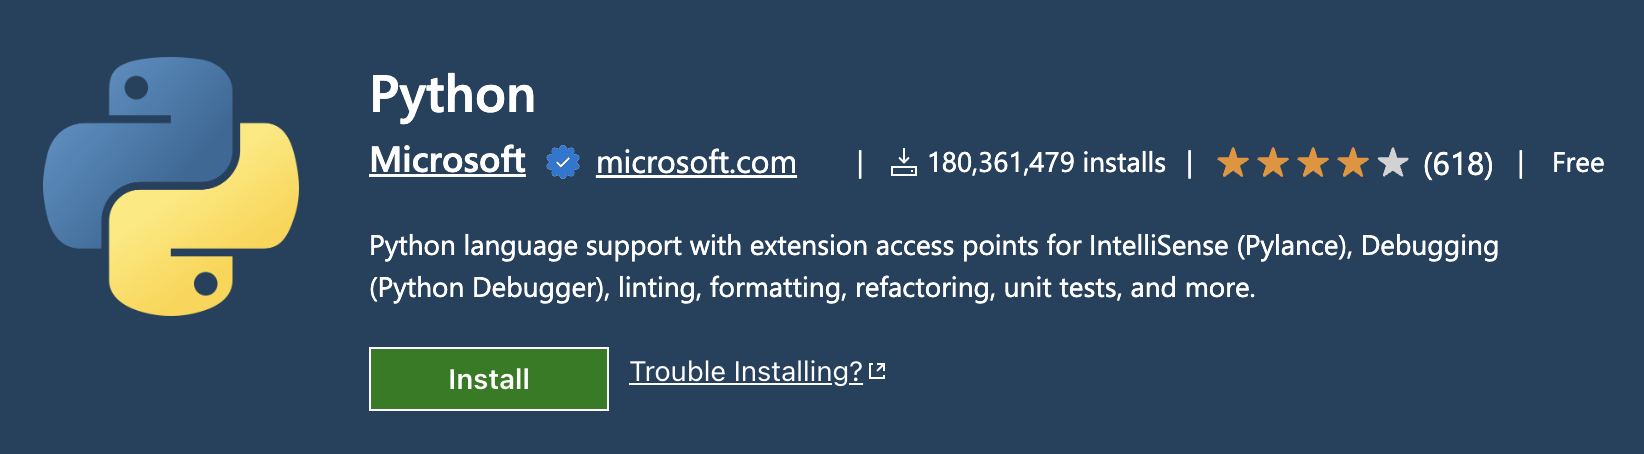 Python
Microsoft microsoft.com | 180,361,479 installs | (618) | Free
Python language support with extension access points for IntelliSense (Pylance), Debugging
(Python Debugger), linting, formatting, refactoring, unit tests, and more.
Install Trouble Installing?